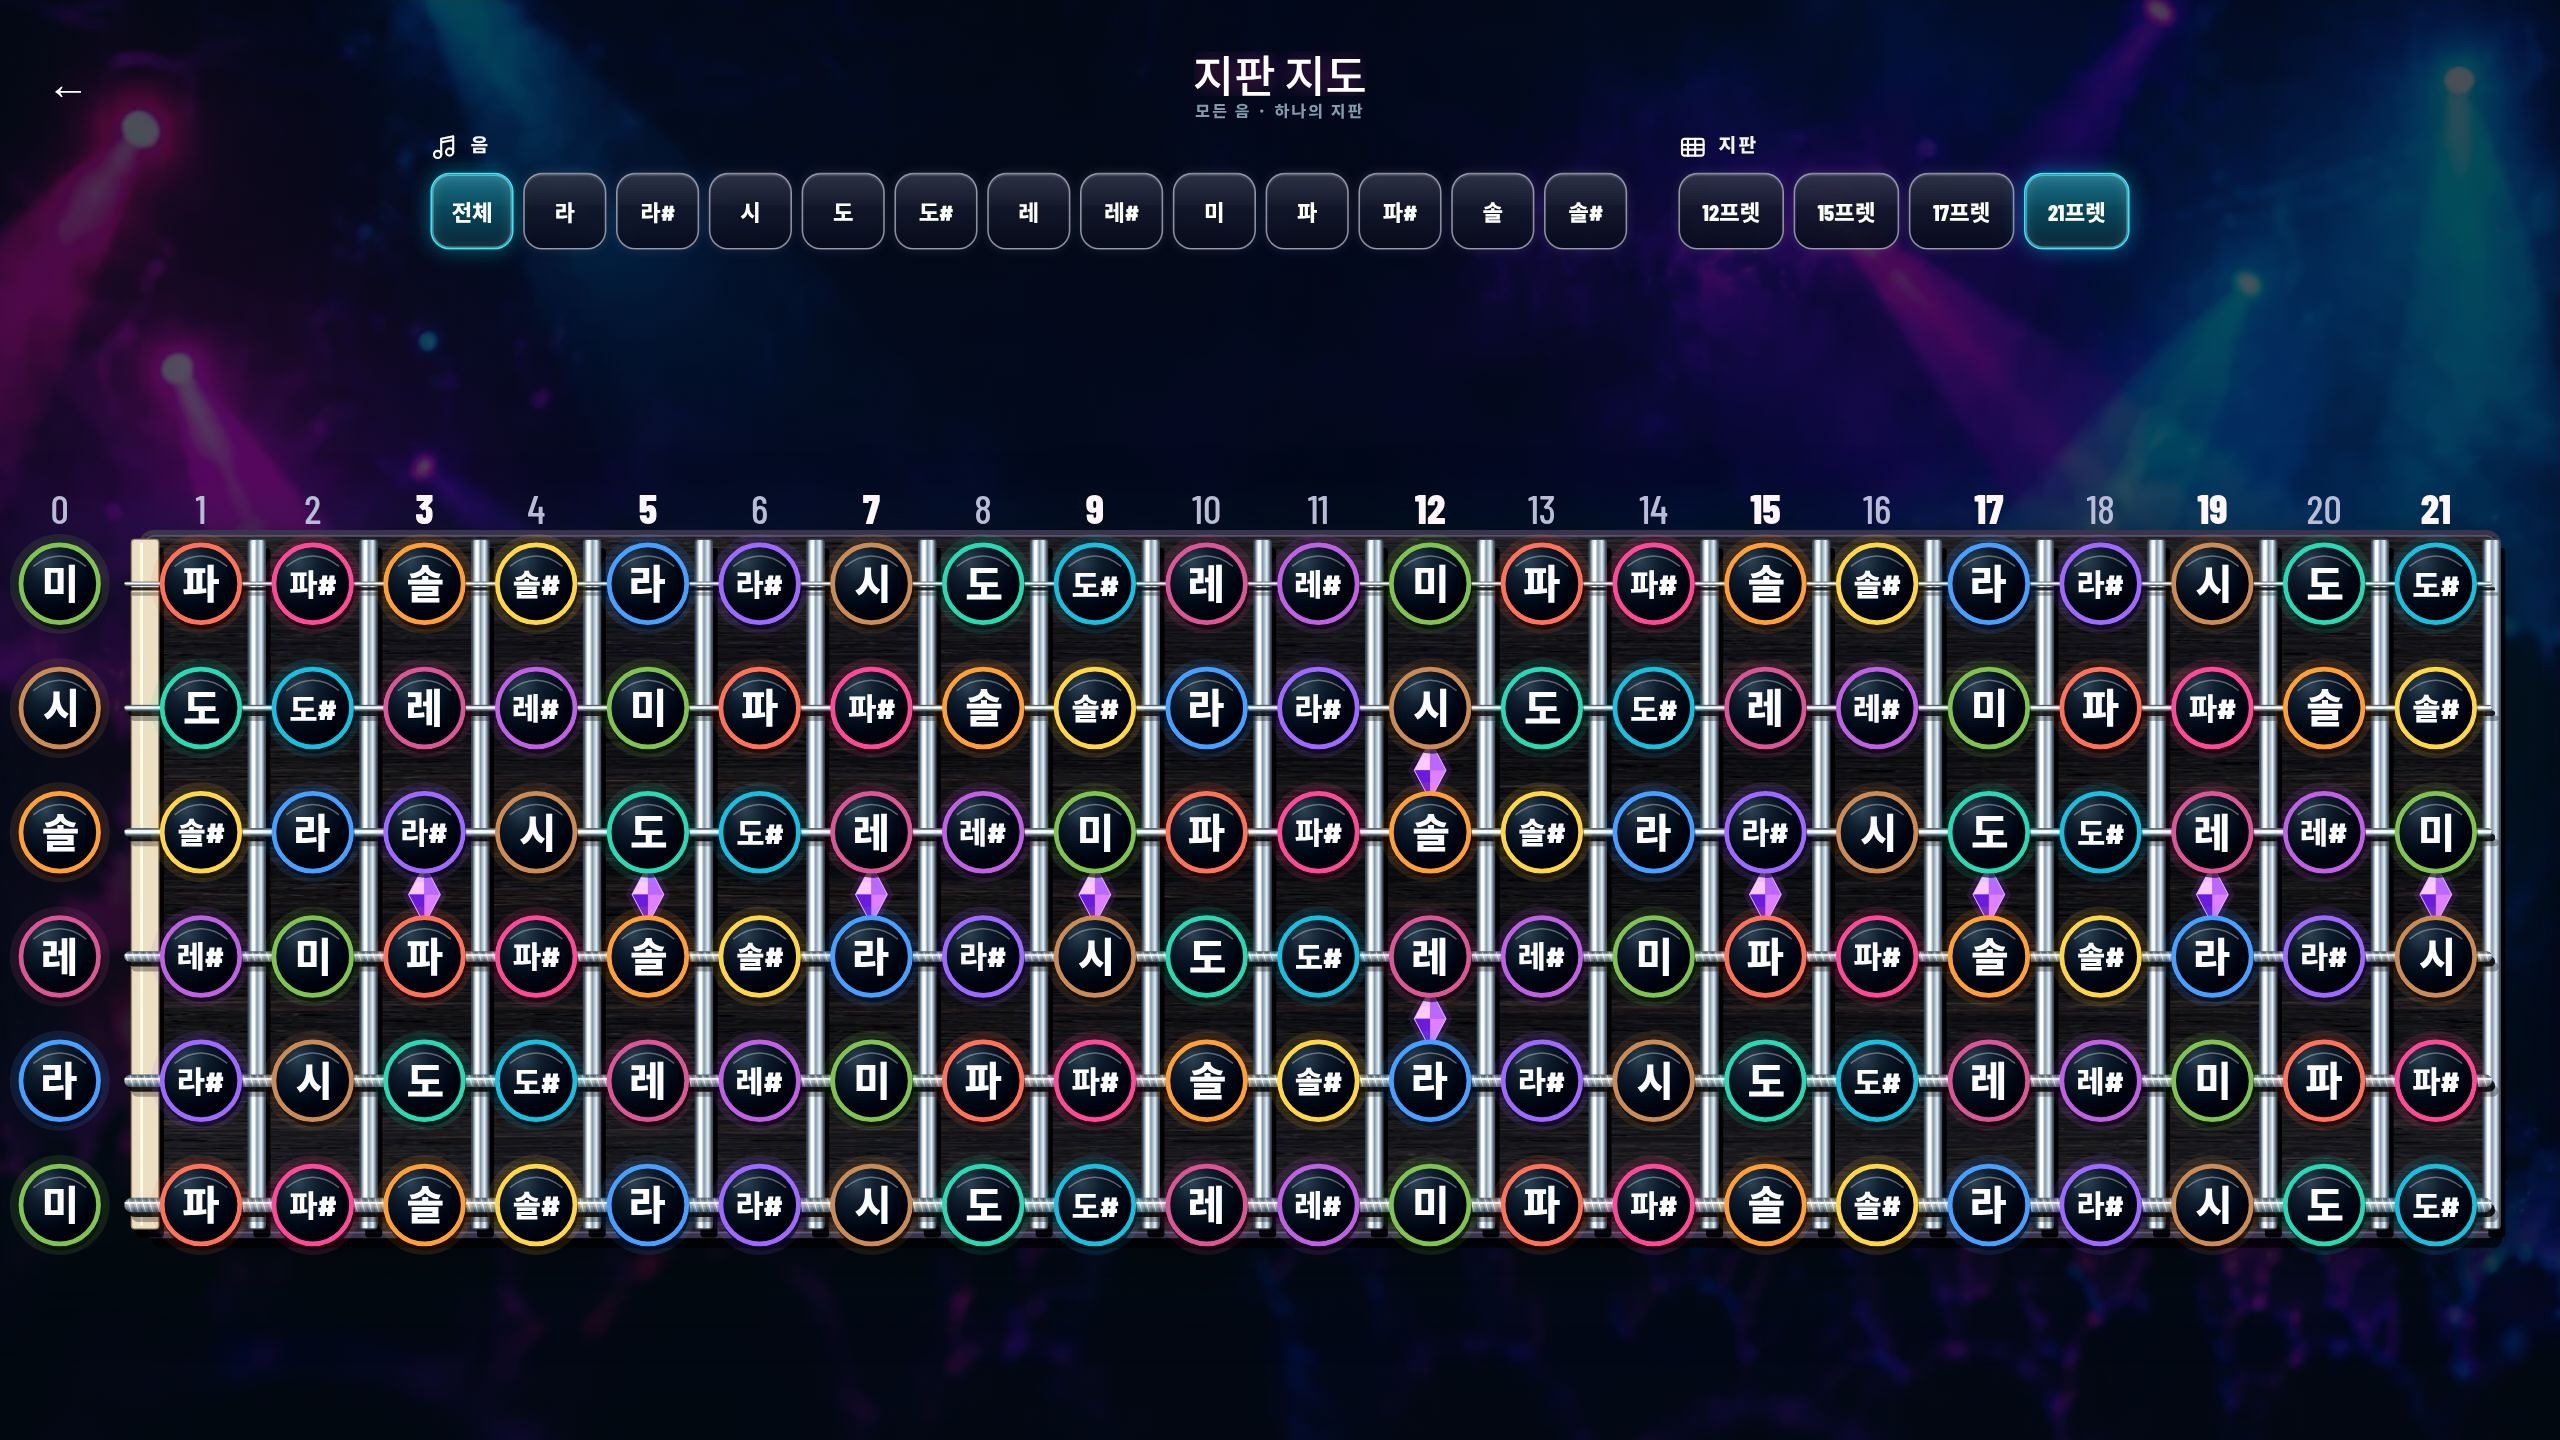 ←
지판 지도
모든 음 · 하나의 지판
음
지판
전체 라 라# 시 도 도# 레 레# 미 파 파# 솔 솔#
12프렛 15프렛 17프렛 21프렛
0 1 2 3 4 5 6 7 8 9 10 11 12 13 14 15 16 17 18 19 20 21
미 파 파# 솔 솔# 라 라# 시 도 도# 레 레# 미 파 파# 솔 솔# 라 라# 시 도 도#
시 도 도# 레 레# 미 파 파# 솔 솔# 라 라# 시 도 도# 레 레# 미 파 파# 솔 솔#
솔 솔# 라 라# 시 도 도# 레 레# 미 파 파# 솔 솔# 라 라# 시 도 도# 레 레# 미
레 레# 미 파 파# 솔 솔# 라 라# 시 도 도# 레 레# 미 파 파# 솔 솔# 라 라# 시
라 라# 시 도 도# 레 레# 미 파 파# 솔 솔# 라 라# 시 도 도# 레 레# 미 파 파#
미 파 파# 솔 솔# 라 라# 시 도 도# 레 레# 미 파 파# 솔 솔# 라 라# 시 도 도#